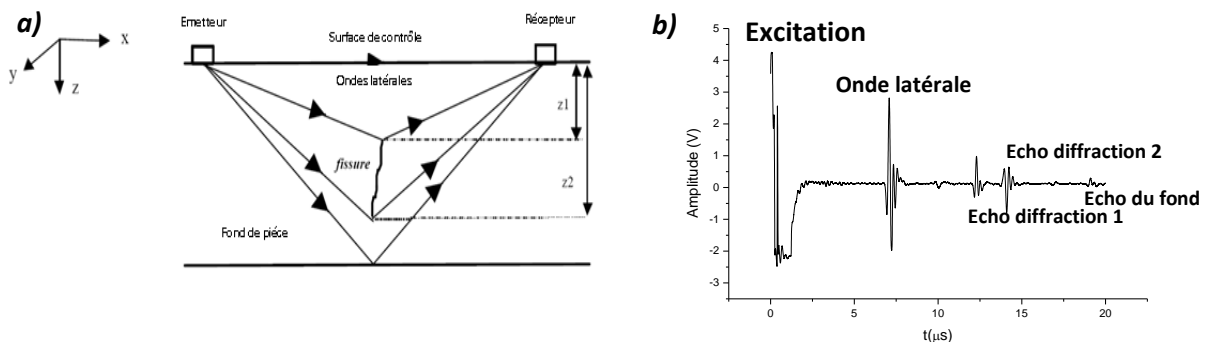 a)
x
y
z
Emetteur
Récepteur
Surface de contrôle
Ondes latérales
z1
fissure
z2
Fond de piéce
b)
Excitation
Onde latérale
Echo diffraction 2
Echo diffraction 1
Echo du fond
Amplitude (V)
5
4
3
2
1
0
-1
-2
-3
0
5
10
15
20
t(μs)